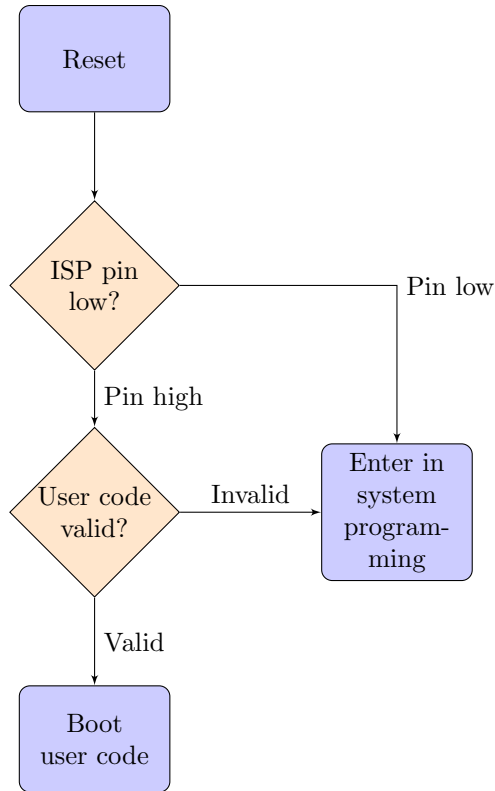 Reset
ISP pin
low?
Pin low
Pin high
User code
valid?
Invalid
Enter in
system
program-
ming
Valid
Boot
user code